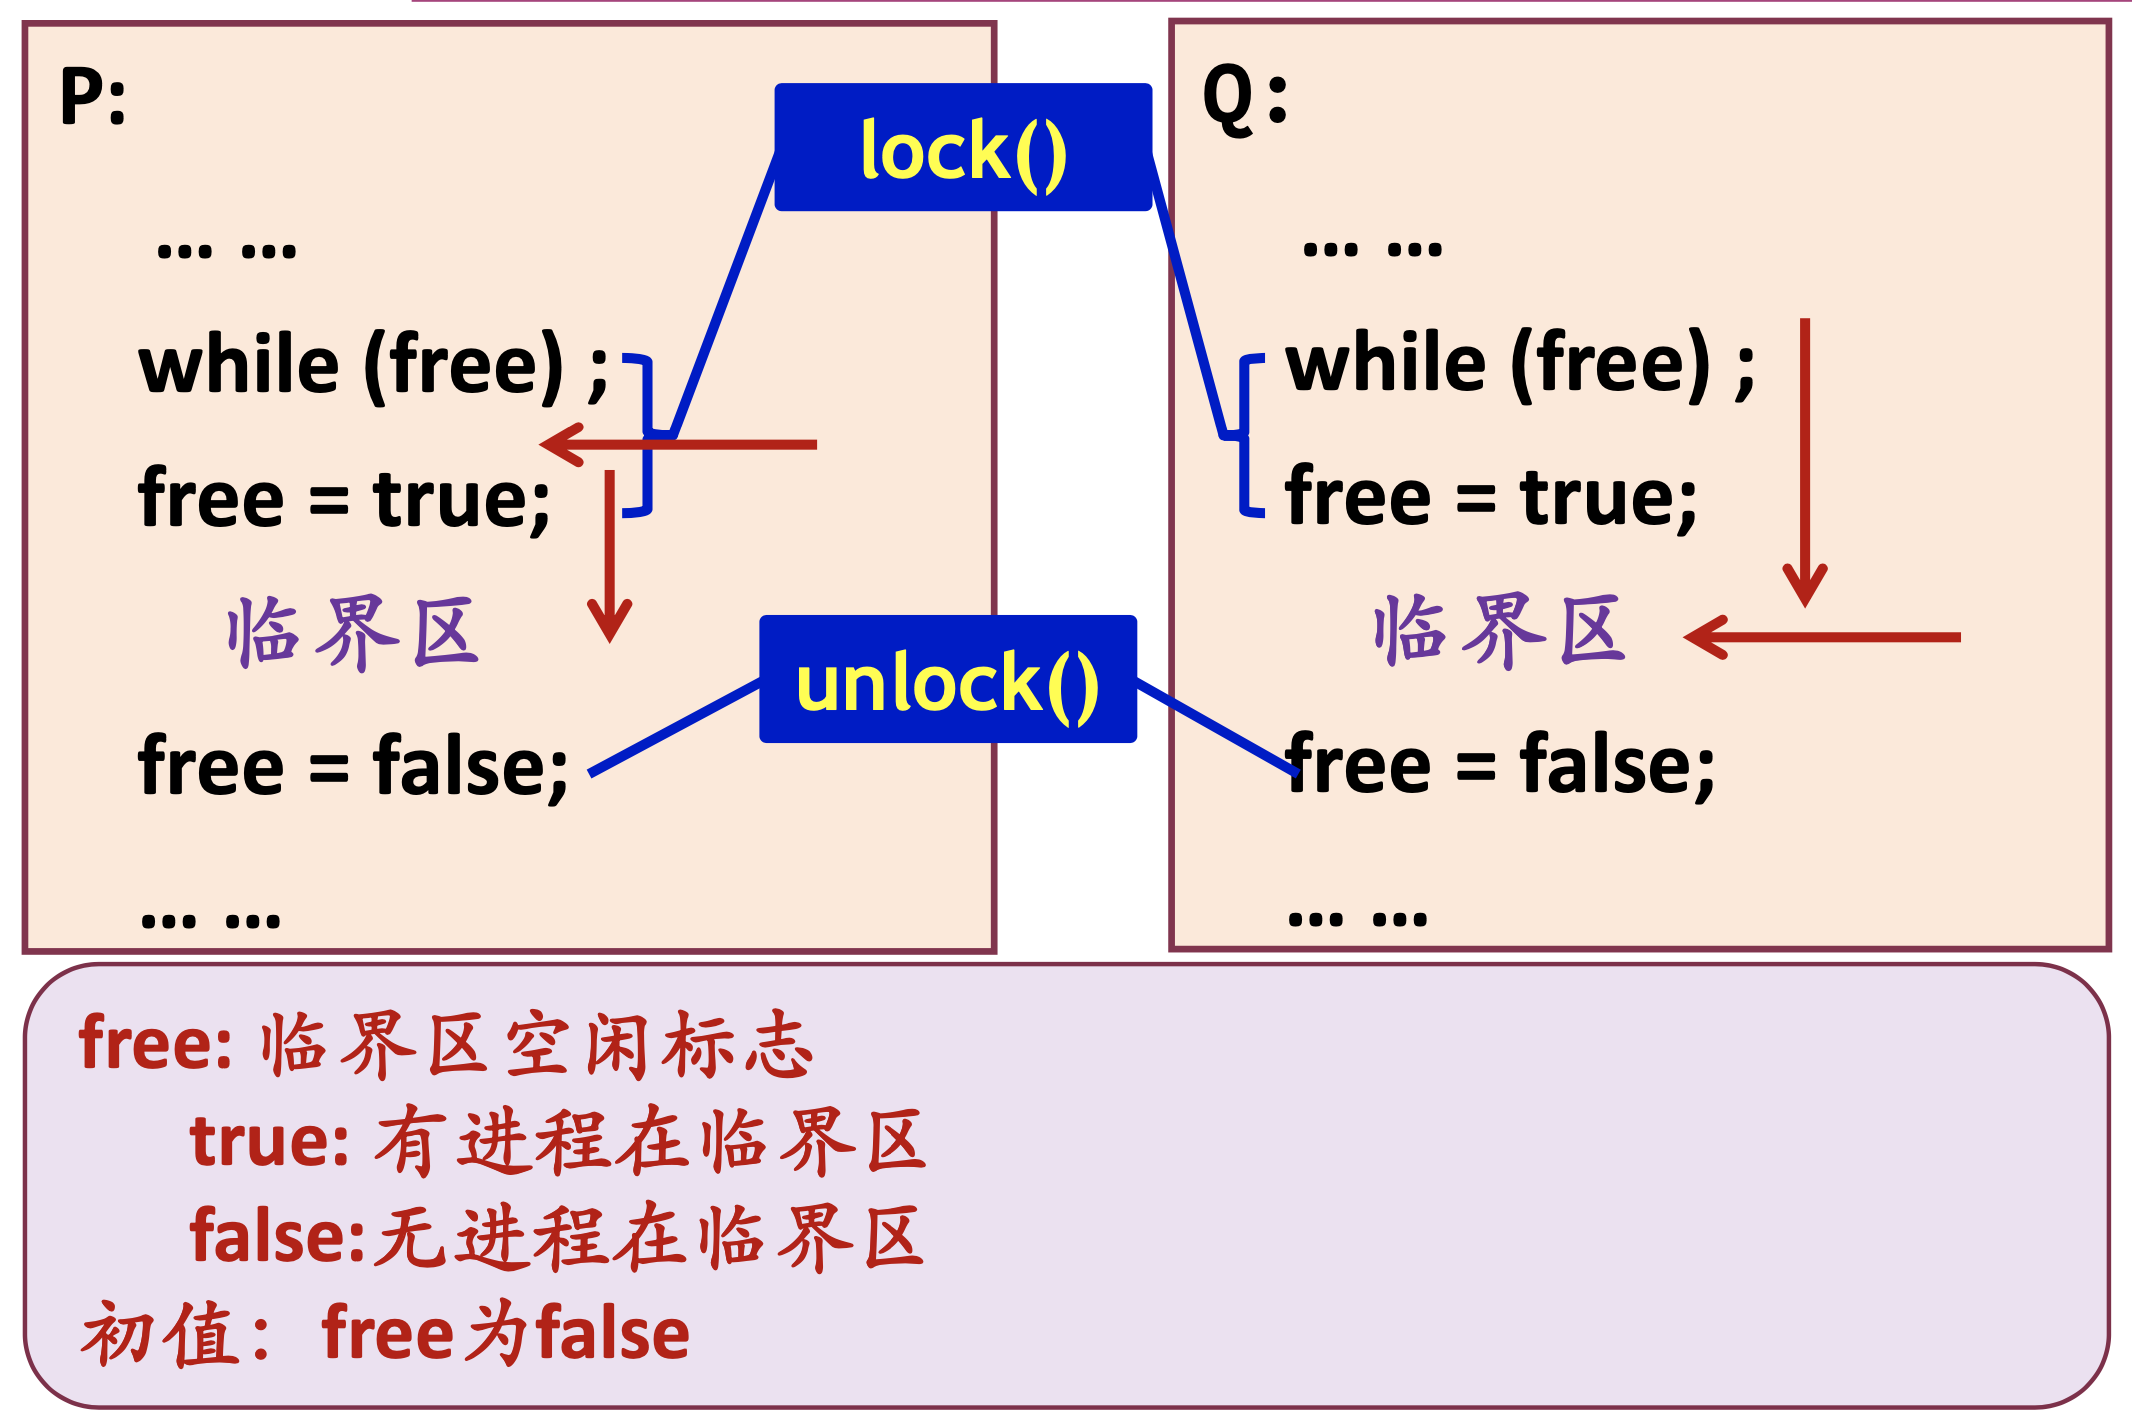 P:
… …
while (free) ;
free = true;
临界区
free = false;
… …
lock()
unlock()
Q:
… …
while (free) ;
free = true;
临界区
free = false;
… …
free: 临界区空闲标志
true: 有进程在临界区
false:无进程在临界区
初值：free为false